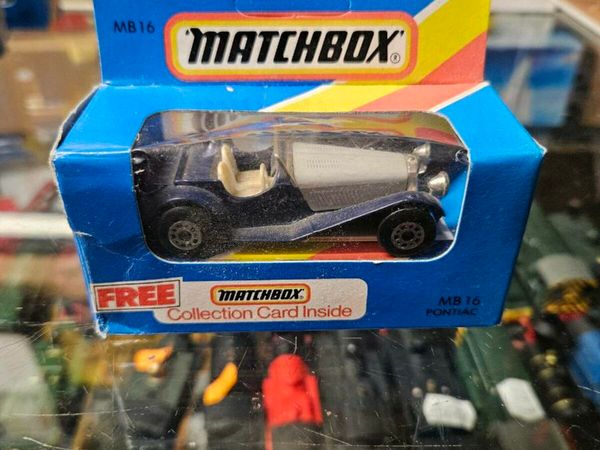 MB16
MATCHBOX®
FREE
MATCHBOX
Collection Card Inside
MB 16
PONTIAC